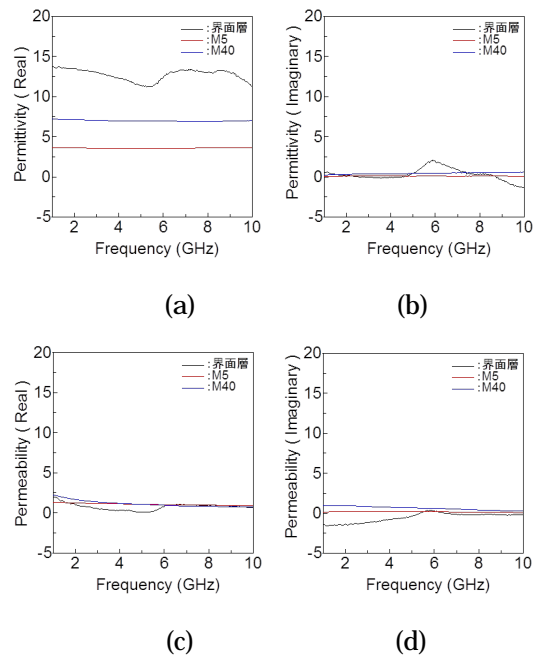 20
15
10
5
0
-5
Permittivity ( Real )
:界面層
:M5
:M40
2 4 6 8 10
Frequency (GHz)
(a)
20
15
10
5
0
-5
Permittivity ( Imaginary )
:界面層
:M5
:M40
2 4 6 8 10
Frequency (GHz)
(b)
20
15
10
5
0
-5
Permeability ( Real )
:界面層
:M5
:M40
2 4 6 8 10
Frequency (GHz)
(c)
20
15
10
5
0
-5
Permeability ( Imaginary )
:界面層
:M5
:M40
2 4 6 8 10
Frequency (GHz)
(d)